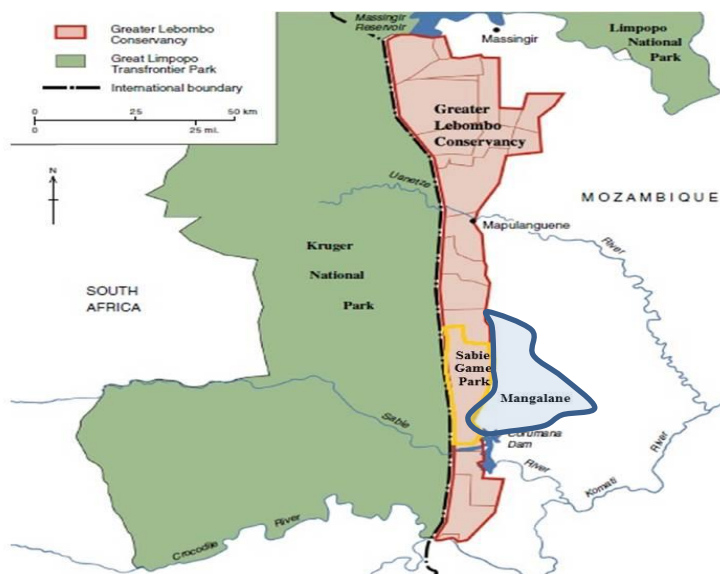 Greater Lebombo
Conservancy
Great Limpopo
Transfrontier Park
International boundary
0 25 50 km
0 25 mi.
N
Massingir
Reservoir
Massingir
Limpopo
National
Park
Greater
Lebombo
Conservancy
Uanetze
River
MOZAMBIQUE
Mapulanguene
Kruger
National
Park
SOUTH
AFRICA
Sabie
Game
Park
Mangalane
Sabie
Corumana
Dam
River
Komati
River
Crocodile
River